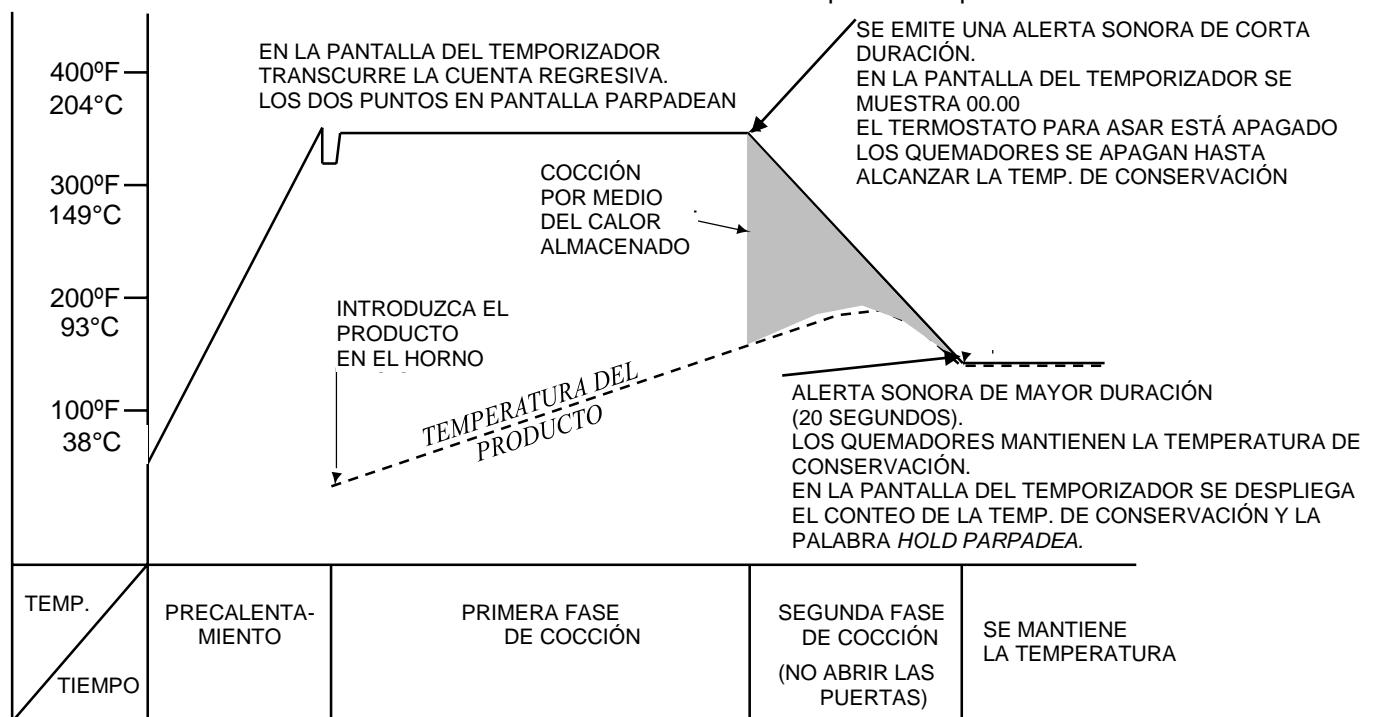 SE EMITE UNA ALERTA SONORA DE CORTA
DURACIÓN.
EN LA PANTALLA DEL TEMPORIZADOR SE
MUESTRA 00.00
EL TERMOSTATO PARA ASAR ESTÁ APAGADO
LOS QUEMADORES SE APAGAN HASTA
ALCANZAR LA TEMP. DE CONSERVACIÓN
EN LA PANTALLA DEL TEMPORIZADOR
TRANSCURRE LA CUENTA REGRESIVA.
LOS DOS PUNTOS EN PANTALLA PARPADEAN
400ºF
204°C
300ºF
149°C
200ºF
93°C
100ºF
38°C
COCCIÓN
POR MEDIO
DEL CALOR
ALMACENADO
INTRODUZCA EL
PRODUCTO
EN EL HORNO
TEMPERATURA DEL
PRODUCTO
ALERTA SONORA DE MAYOR DURACIÓN
(20 SEGUNDOS).
LOS QUEMADORES MANTIENEN LA TEMPERATURA DE
CONSERVACIÓN.
EN LA PANTALLA DEL TEMPORIZADOR SE DESPLIEGA
EL CONTEO DE LA TEMP. DE CONSERVACIÓN Y LA
PALABRA HOLD PARPADEA.
TEMP.
TIEMPO
PRECALENTA-
MIENTO
PRIMERA FASE
DE COCCIÓN
SEGUNDA FASE
DE COCCIÓN
(NO ABRIR LAS
PUERTAS)
SE MANTIENE
LA TEMPERATURA